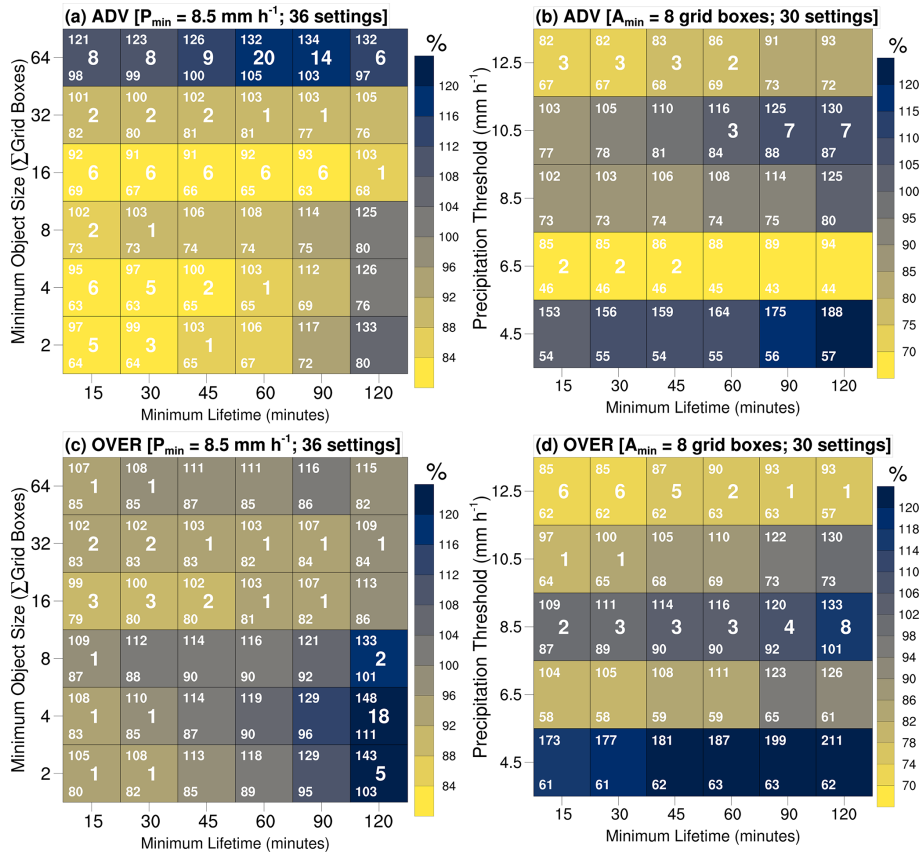 (a) ADV [Pmin = 8.5 mm h-1; 36 settings]
%
Minimum Object Size (∑Grid Boxes)
64
121 123 126 132 134 132
8 8 9 20 14 6
98 99 100 105 103 97
32
101 100 102 103 103 105
2 2 2 1 1
82 80 81 81 77 76
16
92 91 91 92 93 103
6 6 6 6 6 1
69 67 66 65 63 68
8
102 103 106 108 114 125
2 1
73 73 74 74 75 80
4
95 97 100 103 112 126
6 5 2 1
63 63 65 65 69 76
2
97 99 103 106 117 133
5 3 1
64 64 65 67 72 80
15 30 45 60 90 120
Minimum Lifetime (minutes)
120
116
112
108
104
100
96
92
88
84
(b) ADV [Amin = 8 grid boxes; 30 settings]
%
Precipitation Threshold (mm h-1)
12.5
82 82 83 86 91 93
3 3 3 2
67 67 68 69 73 72
10.5
103 105 110 116 125 130
3 7 7
77 78 81 84 88 87
8.5
102 103 106 108 114 125
73 73 74 74 75 80
6.5
85 85 86 88 89 94
2 2 2
46 46 45 45 43 44
4.5
153 156 159 164 175 188
54 55 54 55 56 57
15 30 45 60 90 120
Minimum Lifetime (minutes)
120
115
110
105
100
95
90
85
80
75
70
(c) OVER [Pmin = 8.5 mm h-1; 36 settings]
%
Minimum Object Size (∑Grid Boxes)
64
107 108 111 111 116 115
1 1
85 85 87 85 86 82
32
102 102 103 103 107 109
2 2 1 1 1 1
83 83 83 82 84 84
16
99 100 102 103 107 113
3 3 2 1 1
79 80 80 81 82 86
8
109 112 114 116 121 133
1 2
87 88 90 90 92 101
4
108 110 114 119 129 148
1 1 18
83 85 87 90 96 111
2
105 108 113 118 129 143
1 1 5
80 82 85 89 95 103
15 30 45 60 90 120
Minimum Lifetime (minutes)
120
116
112
108
104
100
96
92
88
84
(d) OVER [Amin = 8 grid boxes; 30 settings]
%
Precipitation Threshold (mm h-1)
12.5
85 85 87 90 93 93
6 6 5 2 1 1
62 62 62 63 63 57
10.5
97 100 105 110 122 130
1 1
64 65 68 69 73 73
8.5
109 111 114 116 120 133
2 3 3 3 4 8
87 89 90 90 92 101
6.5
104 105 108 111 123 126
58 58 59 59 65 61
4.5
173 177 181 187 199 211
61 61 62 63 63 62
15 30 45 60 90 120
Minimum Lifetime (minutes)
120
118
114
110
106
102
98
94
90
86
82
78
74
70